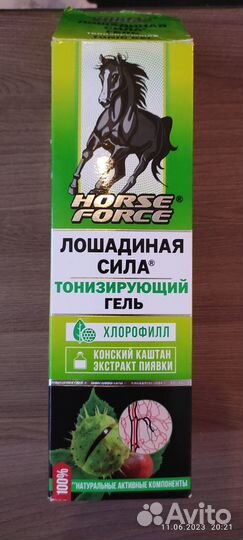 HORSE
FORCE®
ЛОШАДИНАЯ
СИЛА®
ТОНИЗИРУЮЩИЙ
ГЕЛЬ
ХЛОРОФИЛЛ
КОНСКИЙ КАШТАН
ЭКСТРАКТ ПИЯВКИ
100%
*НАТУРАЛЬНЫЕ АКТИВНЫЕ КОМПОНЕНТЫ
Avito
11.06.2023 20:21